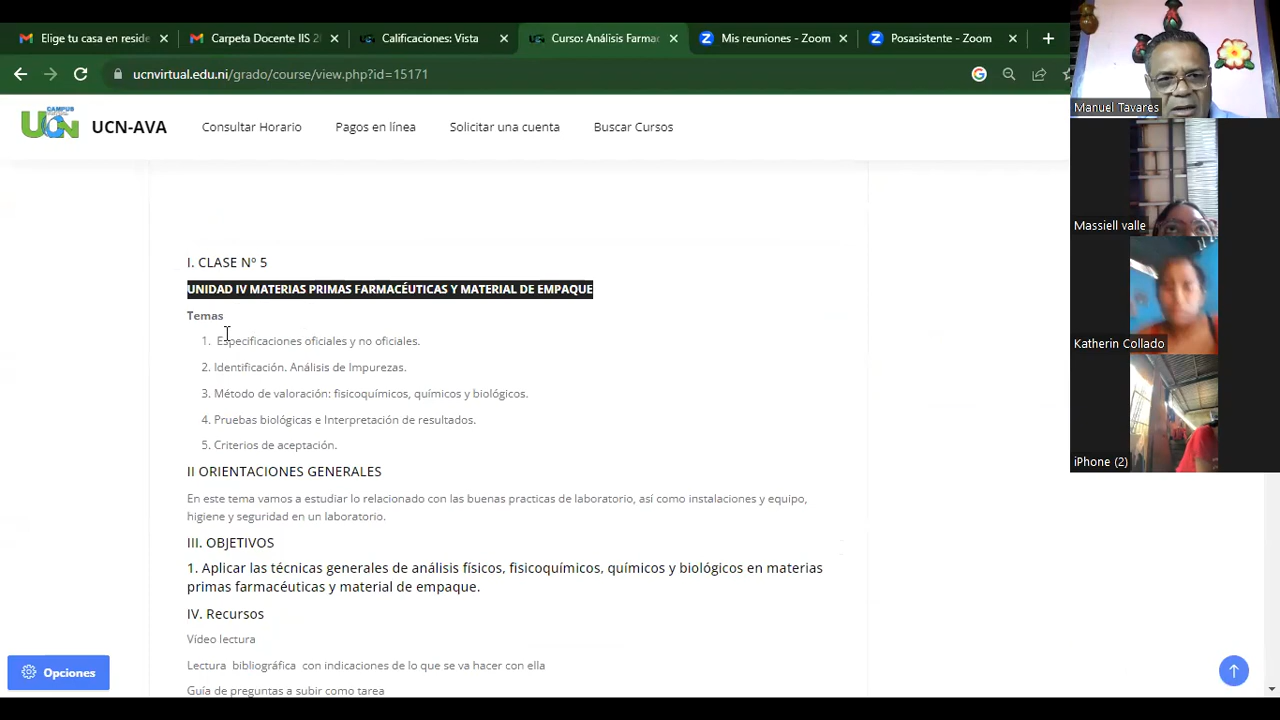 Elige tu casa en reside
Carpeta Docente IIS 2
Calificaciones: Vista
Curso: Análisis Farmac
Mis reuniones - Zoom
Posasistente - Zoom
ucnvirtual.edu.ni/grado/course/view.php?id=15171
CAMPUS
UCN
UCN-AVA
Consultar Horario
Pagos en línea
Solicitar una cuenta
Buscar Cursos
Manuel Tavares
Massiell valle
Katherin Collado
iPhone (2)
I. CLASE Nº 5
UNIDAD IV MATERIAS PRIMAS FARMACÉUTICAS Y MATERIAL DE EMPAQUE
Temas
1. Especificaciones oficiales y no oficiales.
2. Identificación. Análisis de Impurezas.
3. Método de valoración: fisicoquímicos, químicos y biológicos.
4. Pruebas biológicas e Interpretación de resultados.
5. Criterios de aceptación.
II ORIENTACIONES GENERALES
En este tema vamos a estudiar lo relacionado con las buenas practicas de laboratorio, así como instalaciones y equipo,
higiene y seguridad en un laboratorio.
III. OBJETIVOS
1. Aplicar las técnicas generales de análisis físicos, fisicoquímicos, químicos y biológicos en materias
primas farmacéuticas y material de empaque.
IV. Recursos
Vídeo lectura
Lectura bibliográfica con indicaciones de lo que se va hacer con ella
Guía de preguntas a subir como tarea
Opciones